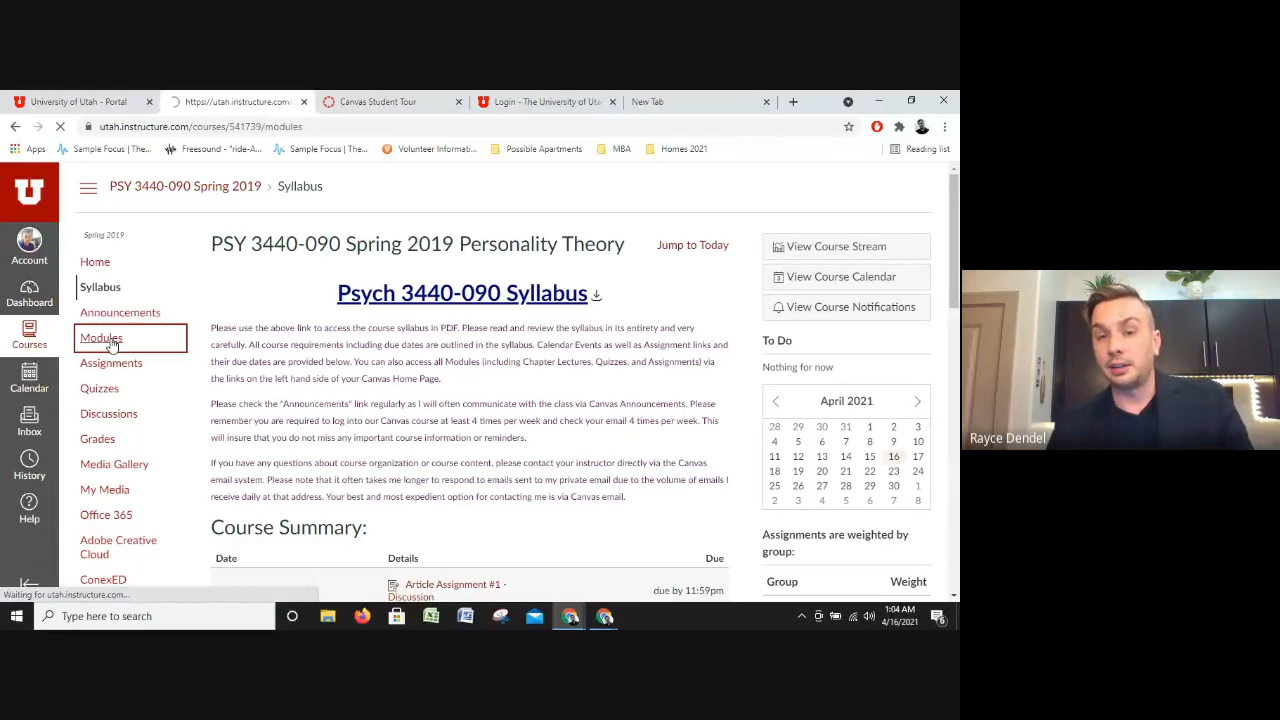 University of Utah - Portal
https://utah.instructure.com/cou
Canvas Student Tour
Login - The University of Uta
New Tab
utah.instructure.com/courses/541739/modules
Apps
Sample Focus | The...
Freesound - "ride-A...
Sample Focus | The...
Volunteer Informati...
Possible Apartments
MBA
Homes 2021
Reading list
U
Account
Dashboard
Courses
Calendar
Inbox
History
Help
PSY 3440-090 Spring 2019 › Syllabus
Spring 2019
Home
Syllabus
Announcements
Modules
Assignments
Quizzes
Discussions
Grades
Media Gallery
My Media
Office 365
Adobe Creative
Cloud
ConexED
PSY 3440-090 Spring 2019 Personality Theory
Jump to Today
Psych 3440-090 Syllabus
Please use the above link to access the course syllabus in PDF. Please read and review the syllabus in its entirety and very
carefully. All course requirements including due dates are outlined in the syllabus. Calendar Events as well as Assignment links and
their due dates are provided below. You can also access all Modules (including Chapter Lectures, Quizzes, and Assignments) via
the links on the left hand side of your Canvas Home Page.
Please check the "Announcements" link regularly as I will often communicate with the class via Canvas Announcements. Please
remember you are required to log into our Canvas course at least 4 times per week and check your email 4 times per week. This
will insure that you do not miss any important course information or reminders.
If you have any questions about course organization or course content, please contact your instructor directly via the Canvas
email system. Please note that it often takes me longer to respond to emails sent to my private email due to the volume of emails I
receive daily at that address. Your best and most expedient option for contacting me is via Canvas email.
Course Summary:
Date Details Due
Article Assignment #1 -
Discussion
due by 11:59pm
View Course Stream
View Course Calendar
View Course Notifications
To Do
Nothing for now
April 2021
28 29 30 31 1 2 3
4 5 6 7 8 9 10
11 12 13 14 15 16 17
18 19 20 21 22 23 24
25 26 27 28 29 30 1
2 3 4 5 6 7 8
Assignments are weighted by
group:
Group Weight
Waiting for utah.instructure.com...
Type here to search
1:04 AM
4/16/2021
6
Rayce Dendel